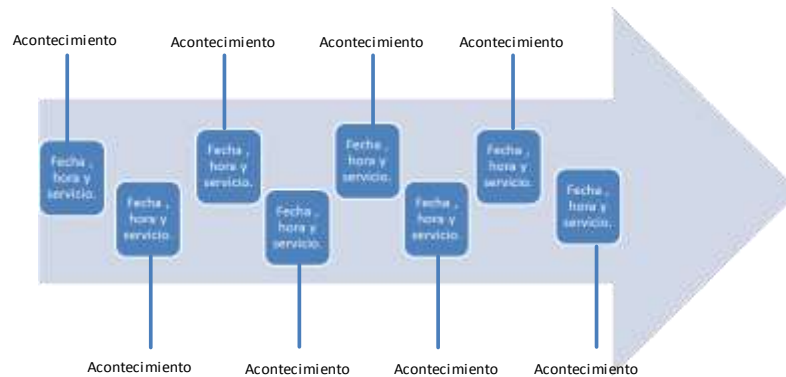 Acontecimiento
Acontecimiento
Acontecimiento
Acontecimiento
Fecha ,
hora y
servicio.
Fecha ,
hora y
servicio.
Fecha ,
hora y
servicio.
Fecha ,
hora y
servicio.
Fecha ,
hora y
servicio.
Fecha ,
hora y
servicio.
Fecha ,
hora y
servicio.
Fecha ,
hora y
servicio.
Acontecimiento
Acontecimiento
Acontecimiento
Acontecimiento